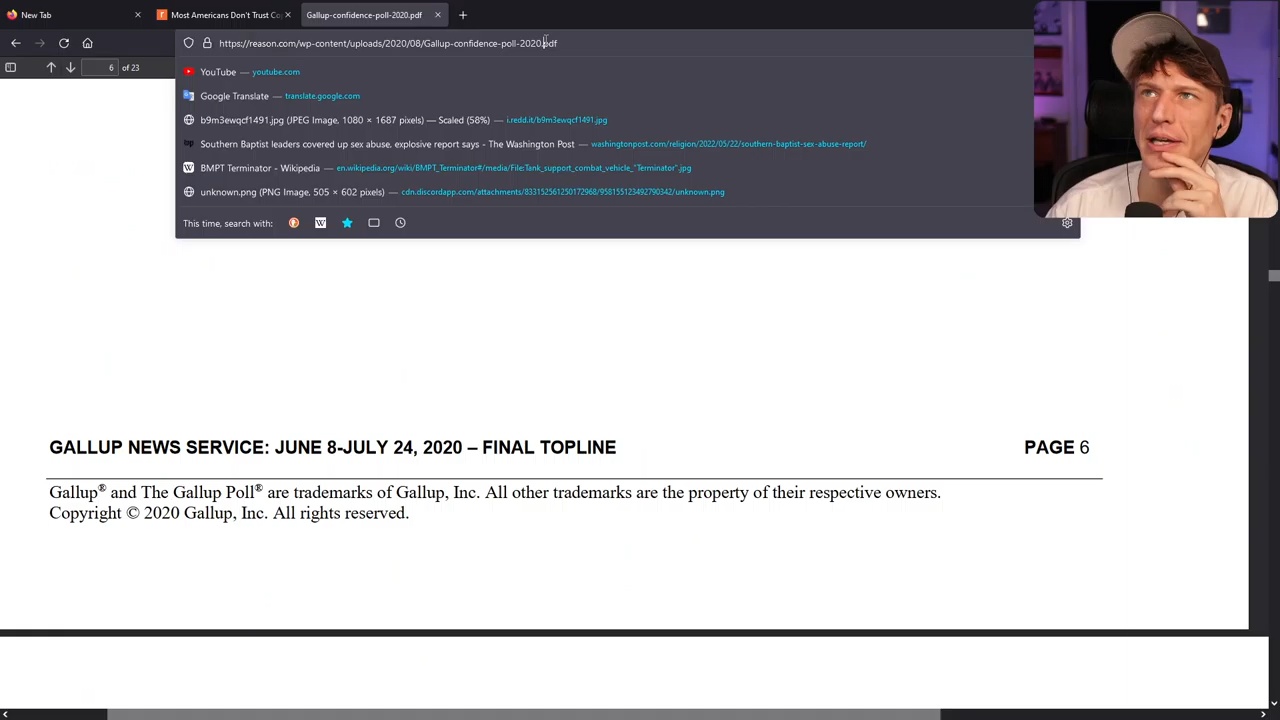 New Tab
Most Americans Don't Trust Co
Gallup-confidence-poll-2020.pdf
https://reason.com/wp-content/uploads/2020/08/Gallup-confidence-poll-2020.pdf
6 of 23
YouTube — youtube.com
Google Translate — translate.google.com
b9m3ewqcf1491.jpg (JPEG Image, 1080 × 1687 pixels) — Scaled (58%) — i.redd.it/b9m3ewqcf1491.jpg
Southern Baptist leaders covered up sex abuse, explosive report says - The Washington Post — washingtonpost.com/religion/2022/05/22/southern-baptist-sex-abuse-report/
BMPT Terminator - Wikipedia — en.wikipedia.org/wiki/BMPT_Terminator#/media/File:Tank_support_combat_vehicle_"Terminator".jpg
unknown.png (PNG Image, 505 × 602 pixels) — cdn.discordapp.com/attachments/833152561250172968/958155123492790342/unknown.png
This time, search with:
GALLUP NEWS SERVICE: JUNE 8-JULY 24, 2020 – FINAL TOPLINE PAGE 6
Gallup® and The Gallup Poll® are trademarks of Gallup, Inc. All other trademarks are the property of their respective owners.
Copyright © 2020 Gallup, Inc. All rights reserved.